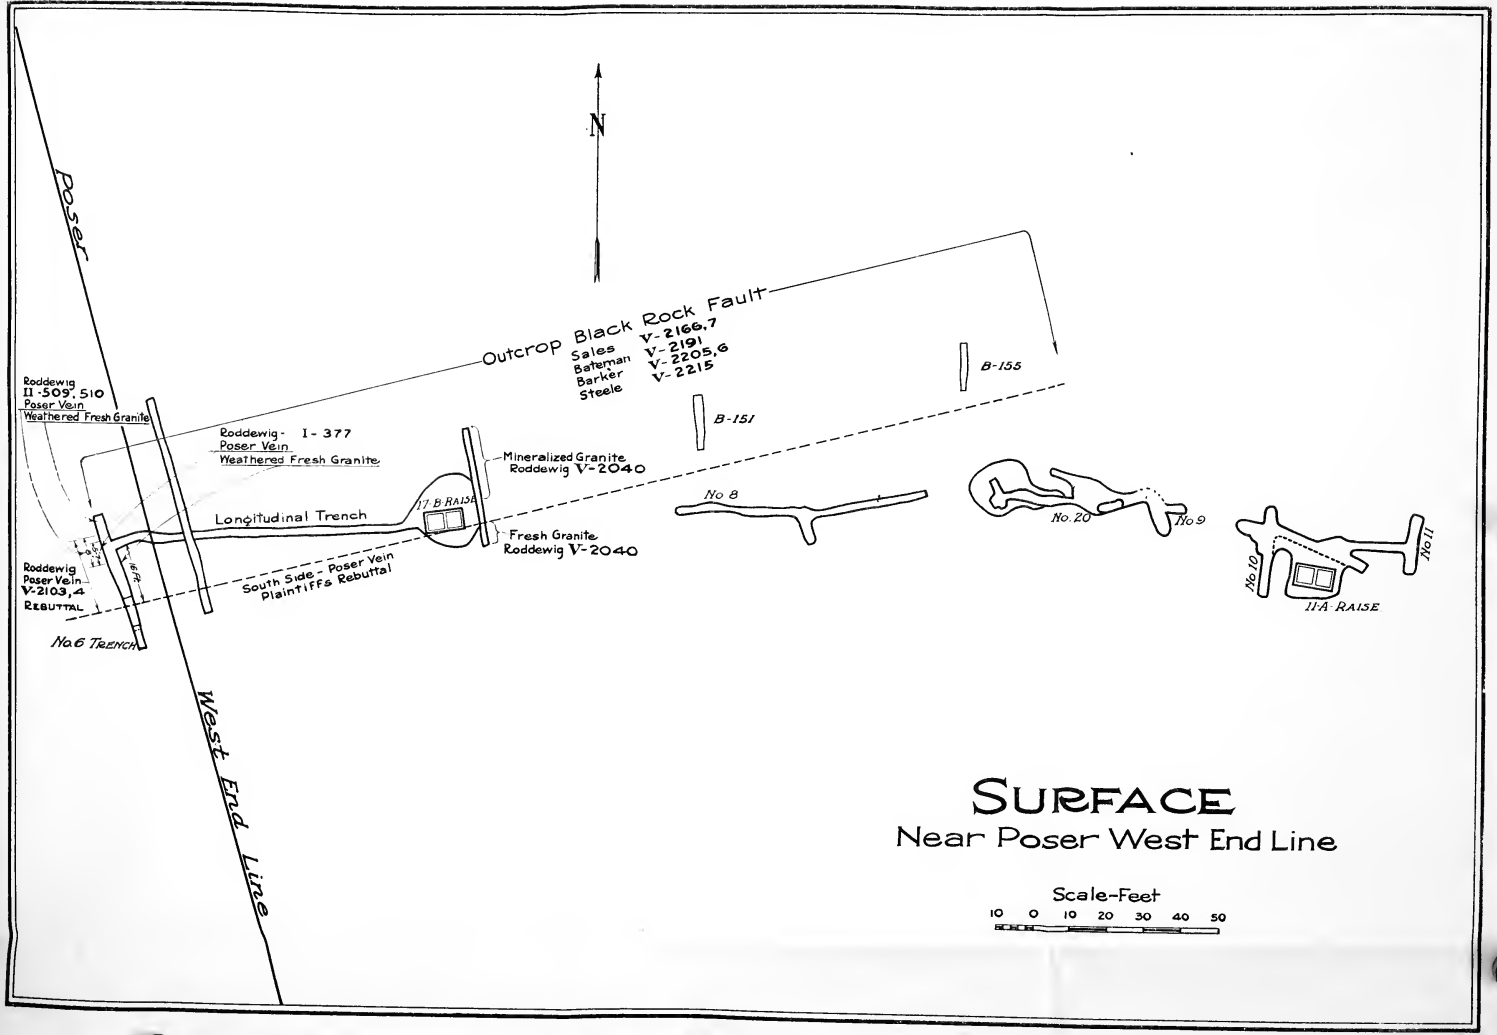 N
Poser
Outcrop Black Rock Fault
Sales V-2166,7
Bateman V-2191
Barker V-2205,6
Steele V-2215
B-155
B-151
Roddewig
II-509, 510
Poser Vein
Weathered Fresh Granite
Roddewig- I-377
Poser Vein
Weathered Fresh Granite
Mineralized Granite
Roddewig V-2040
17-B-RAISE
Longitudinal Trench
No 8
No. 20
No 9
No 10
No 11
11-A-RAISE
Fresh Granite
Roddewig V-2040
South Side - Poser Vein
Plaintiffs Rebuttal
16 Ft.
Roddewig
Poser Vein
V-2103,4
REBUTTAL
No. 6 TRENCH
West End Line
SURFACE
Near Poser West End Line
Scale-Feet
10 0 10 20 30 40 50